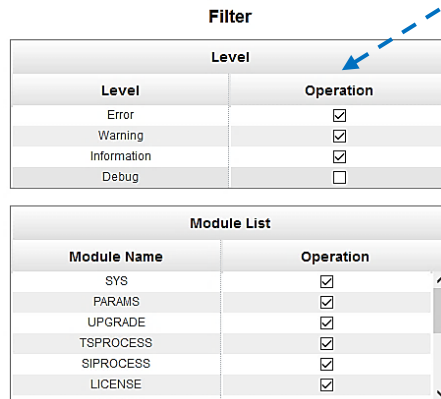 Filter
Level
Level Operation
Error
Warning
Information
Debug
Module List
Module Name Operation
SYS
PARAMS
UPGRADE
TSPROCESS
SIPROCESS
LICENSE